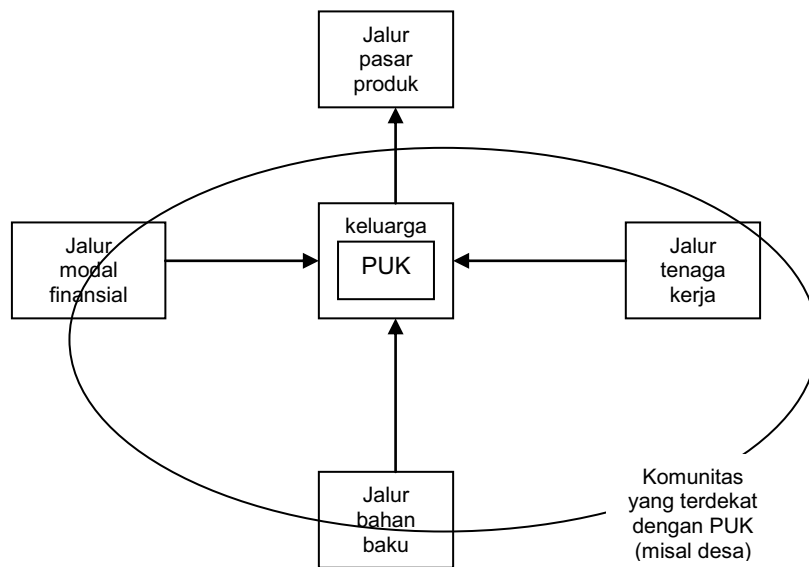 Jalur
pasar
produk
keluarga
PUK
Jalur
modal
finansial
Jalur
tenaga
kerja
Jalur
bahan
baku
Komunitas
yang terdekat
dengan PUK
(misal desa)